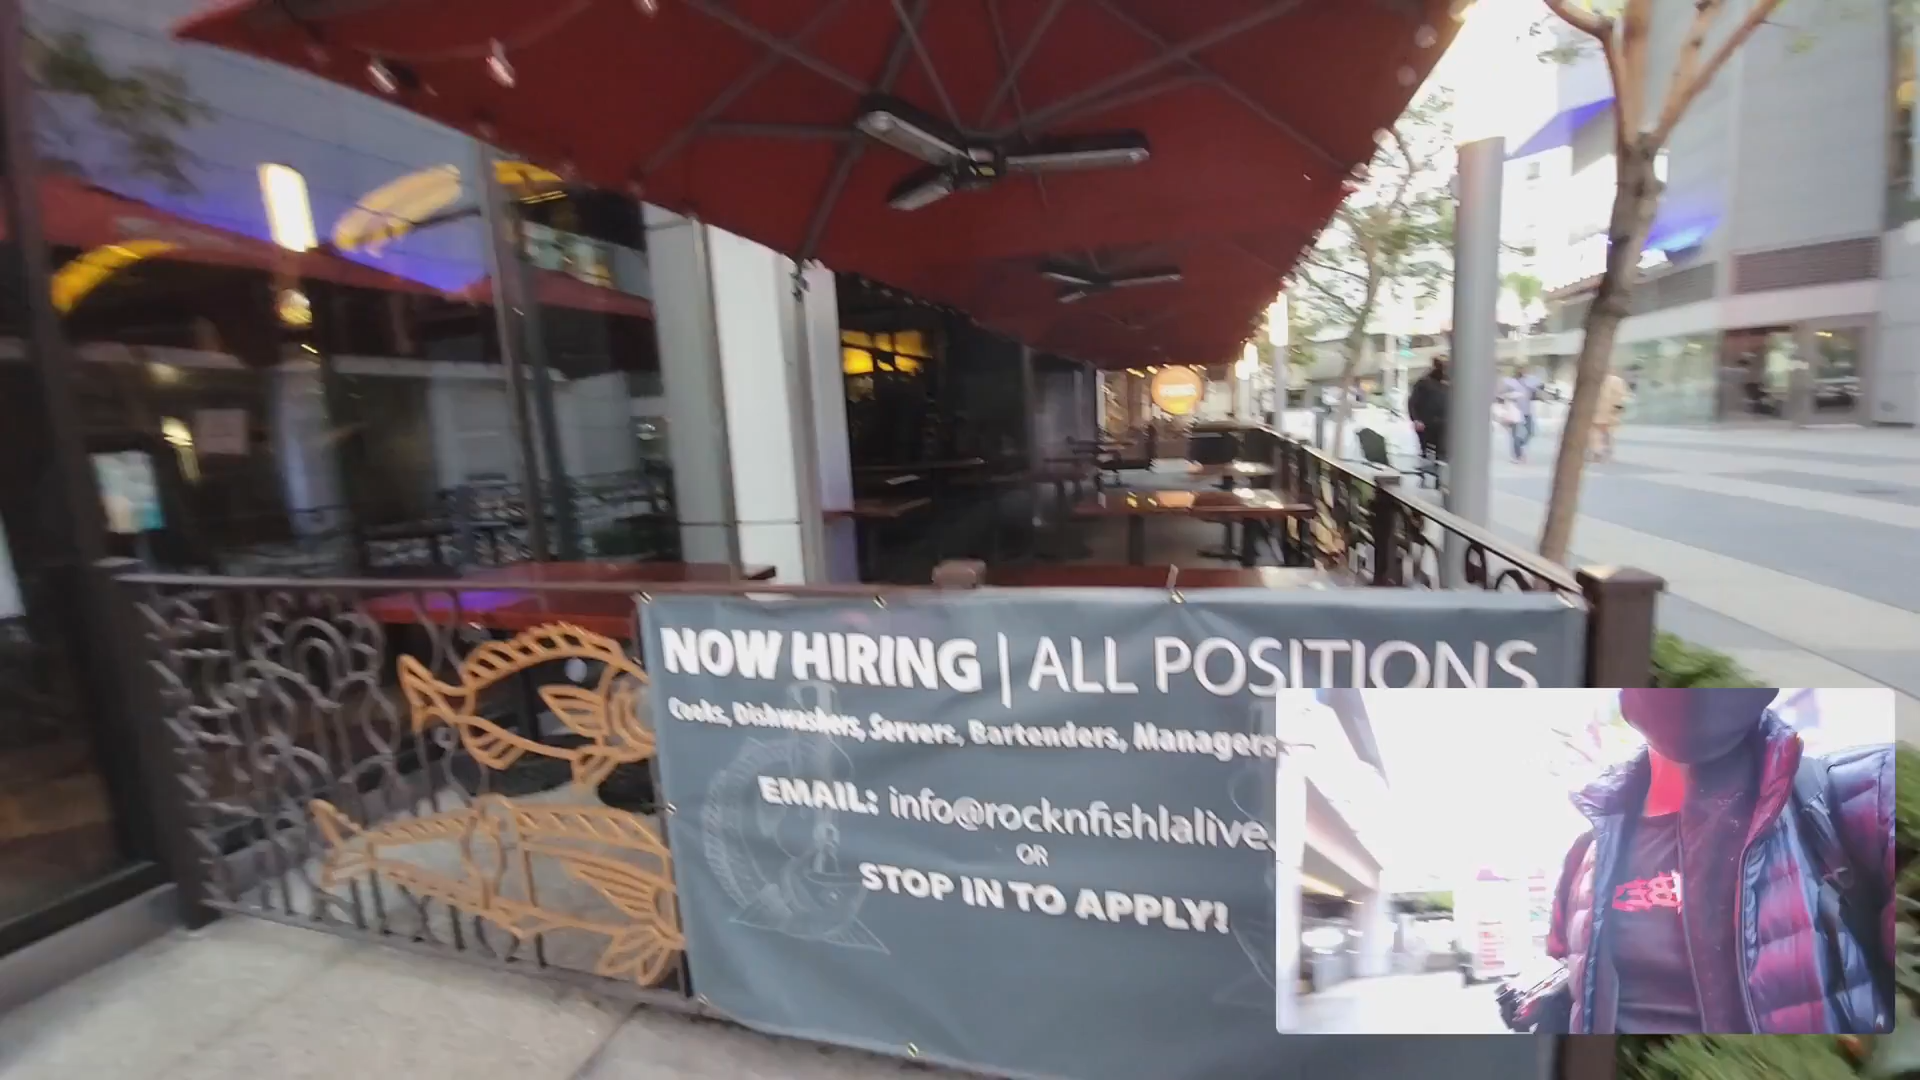 NOW HIRING | ALL POSITIONS
Cooks, Dishwashers, Servers, Bartenders, Managers
EMAIL: info@rocknfishlalive.
OR
STOP IN TO APPLY!